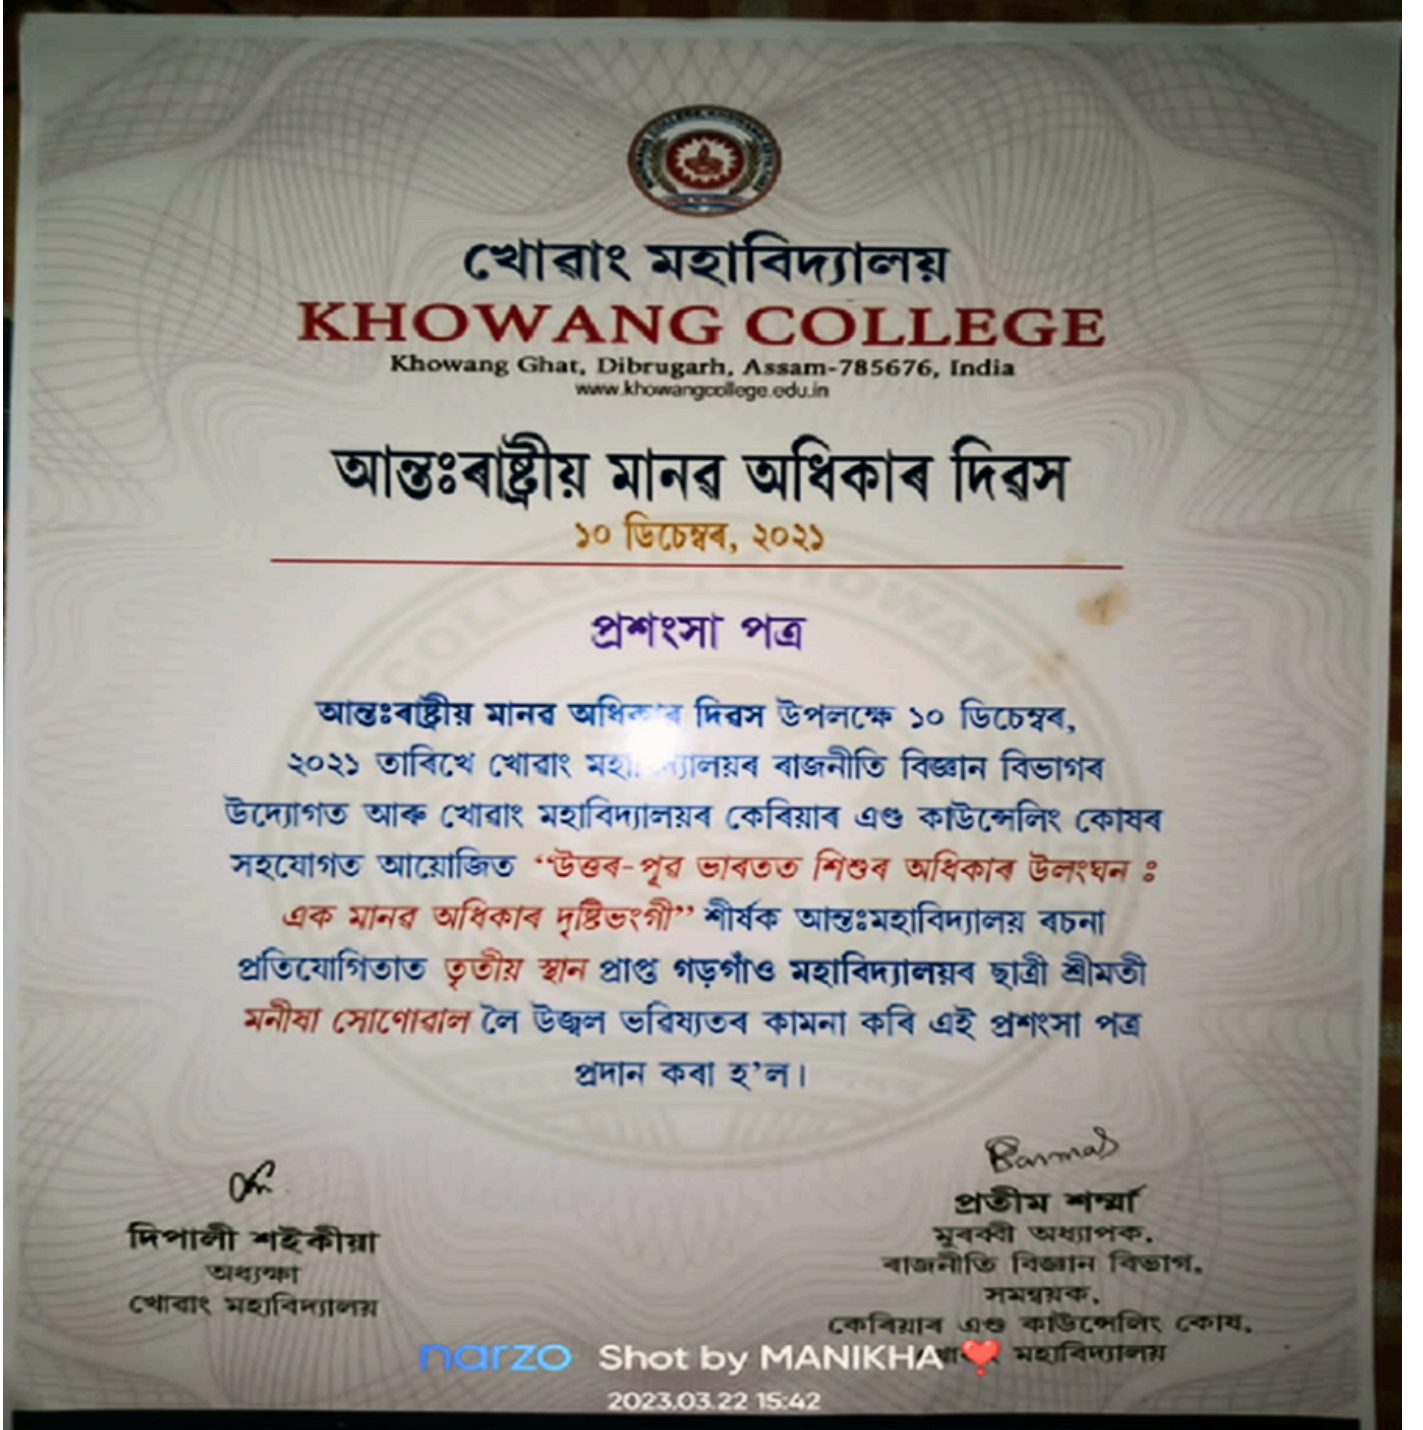 খোৱাং মহাবিদ্যালয়
KHOWANG COLLEGE
Khowang Ghat, Dibrugarh, Assam-785676, India
www.khowangcollege.edu.in
আন্তঃৰাষ্ট্ৰীয় মানৱ অধিকাৰ দিৱস
১০ ডিচেম্বৰ, ২০২১
প্ৰশংসা পত্ৰ
আন্তঃৰাষ্ট্ৰীয় মানৱ অধিকাৰ দিৱস উপলক্ষে ১০ ডিচেম্বৰ,
২০২১ তাৰিখে খোৱাং মহাবিদ্যালয়ৰ ৰাজনীতি বিজ্ঞান বিভাগৰ
উদ্যোগত আৰু খোৱাং মহাবিদ্যালয়ৰ কেৰিয়াৰ এণ্ড কাউন্সেলিং কোষৰ
সহযোগত আয়োজিত “উত্তৰ-পূৱ ভাৰতত শিশুৰ অধিকাৰ উলংঘন :
এক মানৱ অধিকাৰ দৃষ্টিভংগী” শীৰ্ষক আন্তঃমহাবিদ্যালয় ৰচনা
প্ৰতিযোগিতাত তৃতীয় স্থান প্ৰাপ্ত গড়গাঁও মহাবিদ্যালয়ৰ ছাত্ৰী শ্ৰীমতী
মনীষা সোণোৱাল লৈ উজ্বল ভৱিষ্যতৰ কামনা কৰি এই প্ৰশংসা পত্ৰ
প্ৰদান কৰা হ’ল।
দিপালী শইকীয়া
অধ্যক্ষা
খোৱাং মহাবিদ্যালয়
প্ৰতীম শৰ্মা
মুৰব্বী অধ্যাপক,
ৰাজনীতি বিজ্ঞান বিভাগ,
সমন্বয়ক,
কেৰিয়াৰ এণ্ড কাউন্সেলিং কোষ,
মহাবিদ্যালয়
narzo Shot by MANIKHA❤️
2023.03.22 15:42